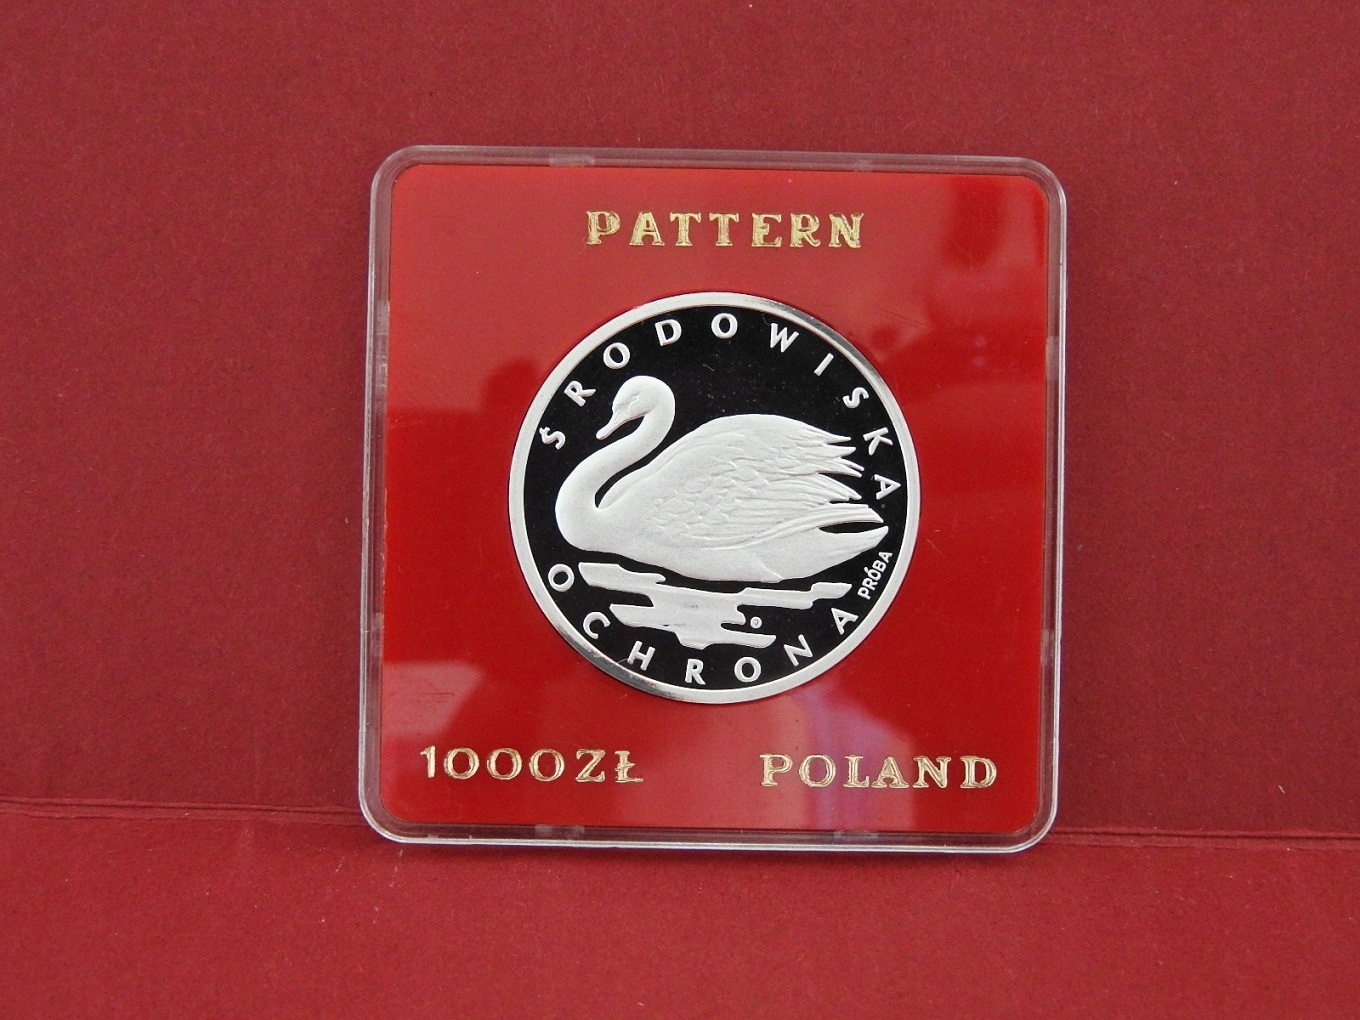 PATTERN
ŚRODOWISKA
OCHRONA
PRÓBA
1000ZŁ POLAND